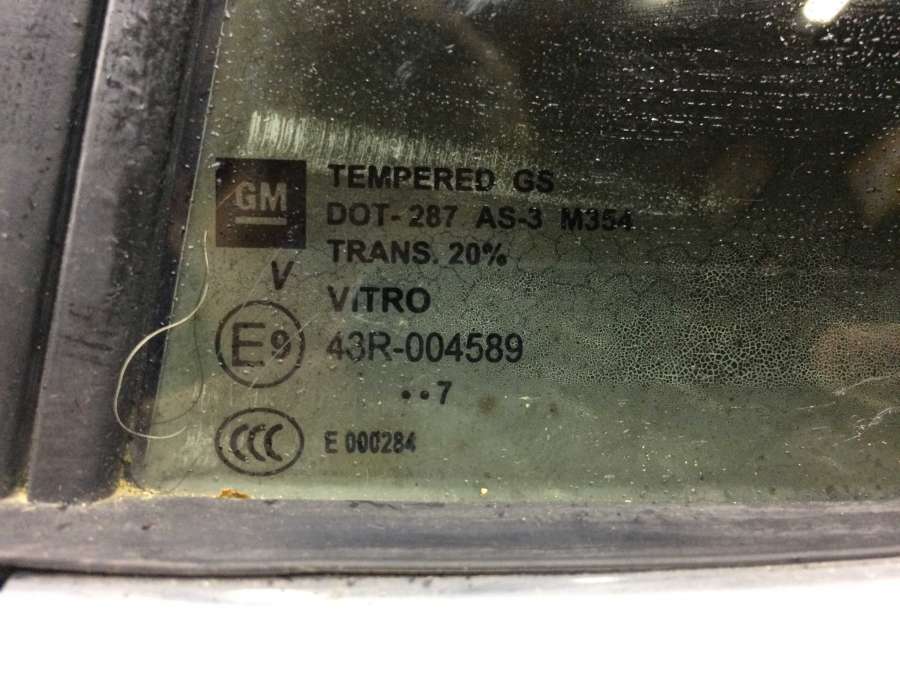 GM
TEMPERED GS
DOT- 287 AS-3 M354
TRANS. 20%
V
VITRO
E9
43R-004589
••7
CCC
E 000284